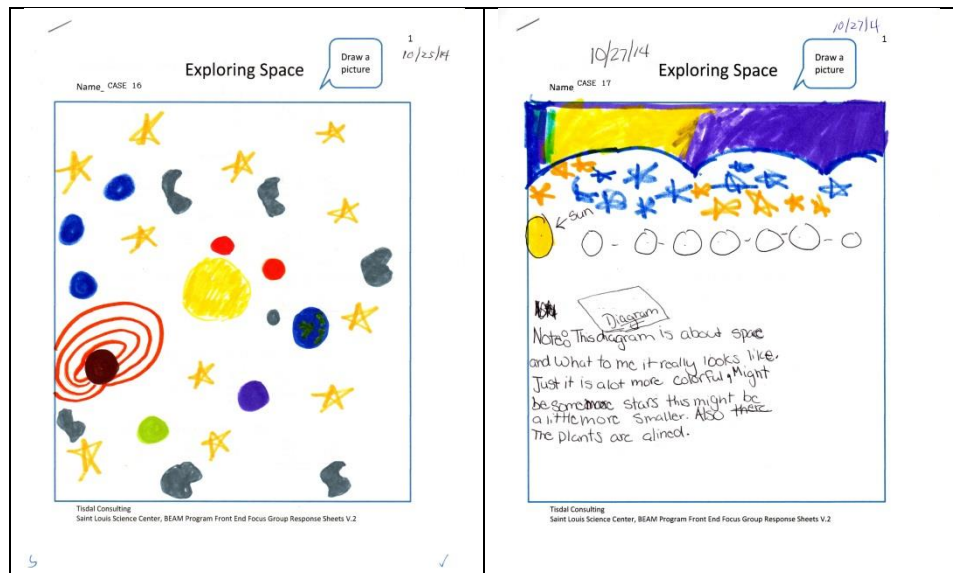 1
10/25/14
Draw a
picture
Exploring Space
Name_ CASE 16
Tisdal Consulting
Saint Louis Science Center, BEAM Program Front End Focus Group Response Sheets V.2
10/27/14
1
10/27/14
Draw a
picture
Exploring Space
Name CASE 17
Sun
Diagram
Note: This diagram is about space
and what to me it really looks like.
Just it is alot more colorful, Might
be some more stars this might be
a little more smaller. Also there
The plants are alined.
Tisdal Consulting
Saint Louis Science Center, BEAM Program Front End Focus Group Response Sheets V.2